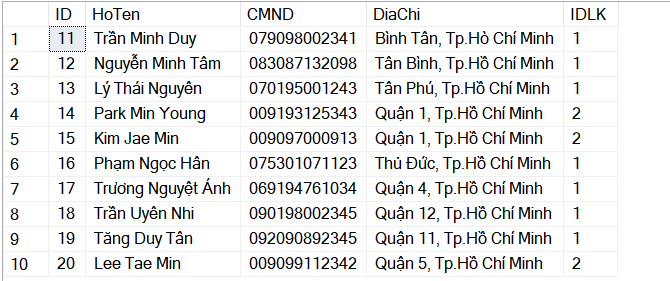 ID HoTen CMND DiaChi IDLK
1 11 Trần Minh Duy 079098002341 Bình Tân, Tp.Hò Chí Minh 1
2 12 Nguyễn Minh Tâm 083087132098 Tân Bình, Tp.Hồ Chí Minh 1
3 13 Lý Thái Nguyên 070195001243 Tân Phú, Tp.Hồ Chí Minh 1
4 14 Park Min Young 009193125343 Quận 1, Tp.Hồ Chí Minh 2
5 15 Kim Jae Min 009097000913 Quận 1, Tp.Hồ Chí Minh 2
6 16 Phạm Ngọc Hân 075301071123 Thủ Đức, Tp.Hồ Chí Minh 1
7 17 Trương Nguyệt Ánh 069194761034 Quận 4, Tp.Hồ Chí Minh 1
8 18 Trần Uyên Nhi 090198002345 Quận 12, Tp.Hồ Chí Minh 1
9 19 Tăng Duy Tân 092090892345 Quận 11, Tp.Hồ Chí Minh 1
10 20 Lee Tae Min 009099112342 Quận 5, Tp.Hồ Chí Minh 2